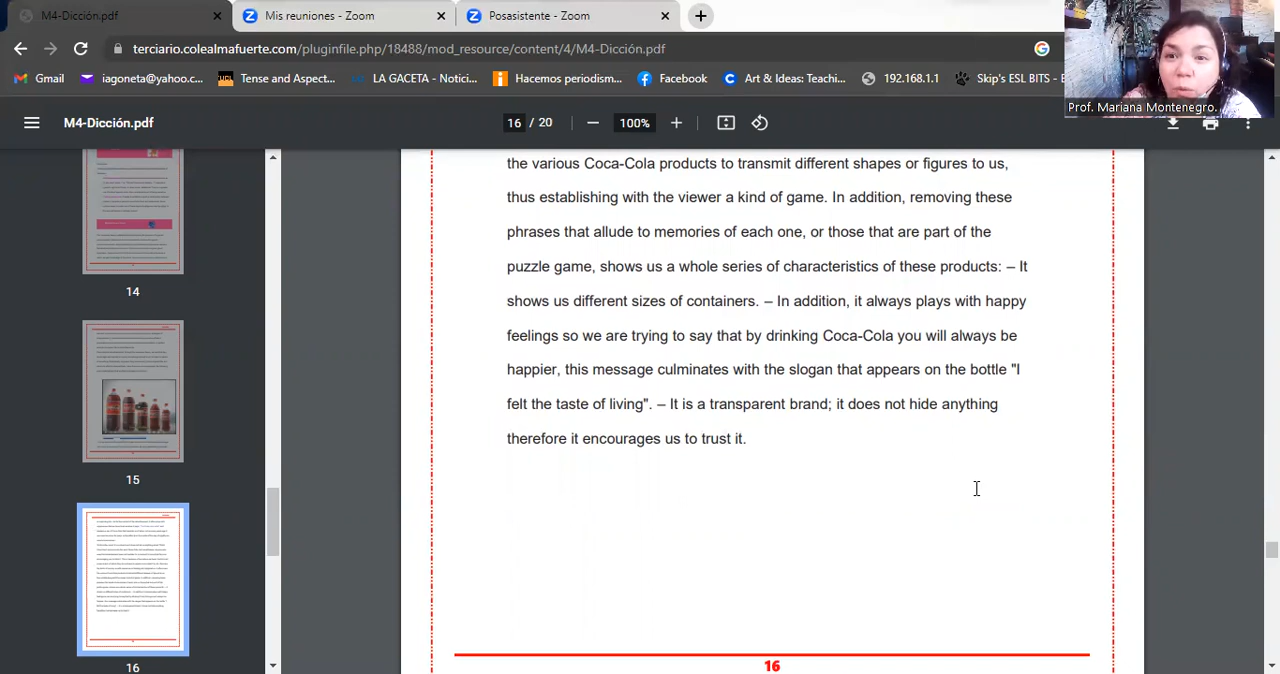 M4-Dicción.pdf
Mis reuniones - Zoom
Posasistente - Zoom
terciario.colealmafuerte.com/pluginfile.php/18488/mod_resource/content/4/M4-Dicción.pdf
Gmail
iagoneta@yahoo.c...
Tense and Aspect...
LA GACETA - Notici...
Hacemos periodism...
Facebook
Art & Ideas: Teachi...
192.168.1.1
Skip's ESL BITS - E
Prof. Mariana Montenegro.
M4-Dicción.pdf
16 / 20
100%
the various Coca-Cola products to transmit different shapes or figures to us,
thus establishing with the viewer a kind of game. In addition, removing these
phrases that allude to memories of each one, or those that are part of the
puzzle game, shows us a whole series of characteristics of these products: – It
shows us different sizes of containers. – In addition, it always plays with happy
feelings so we are trying to say that by drinking Coca-Cola you will always be
happier, this message culminates with the slogan that appears on the bottle "I
felt the taste of living". – It is a transparent brand; it does not hide anything
therefore it encourages us to trust it.
16
14
15
16